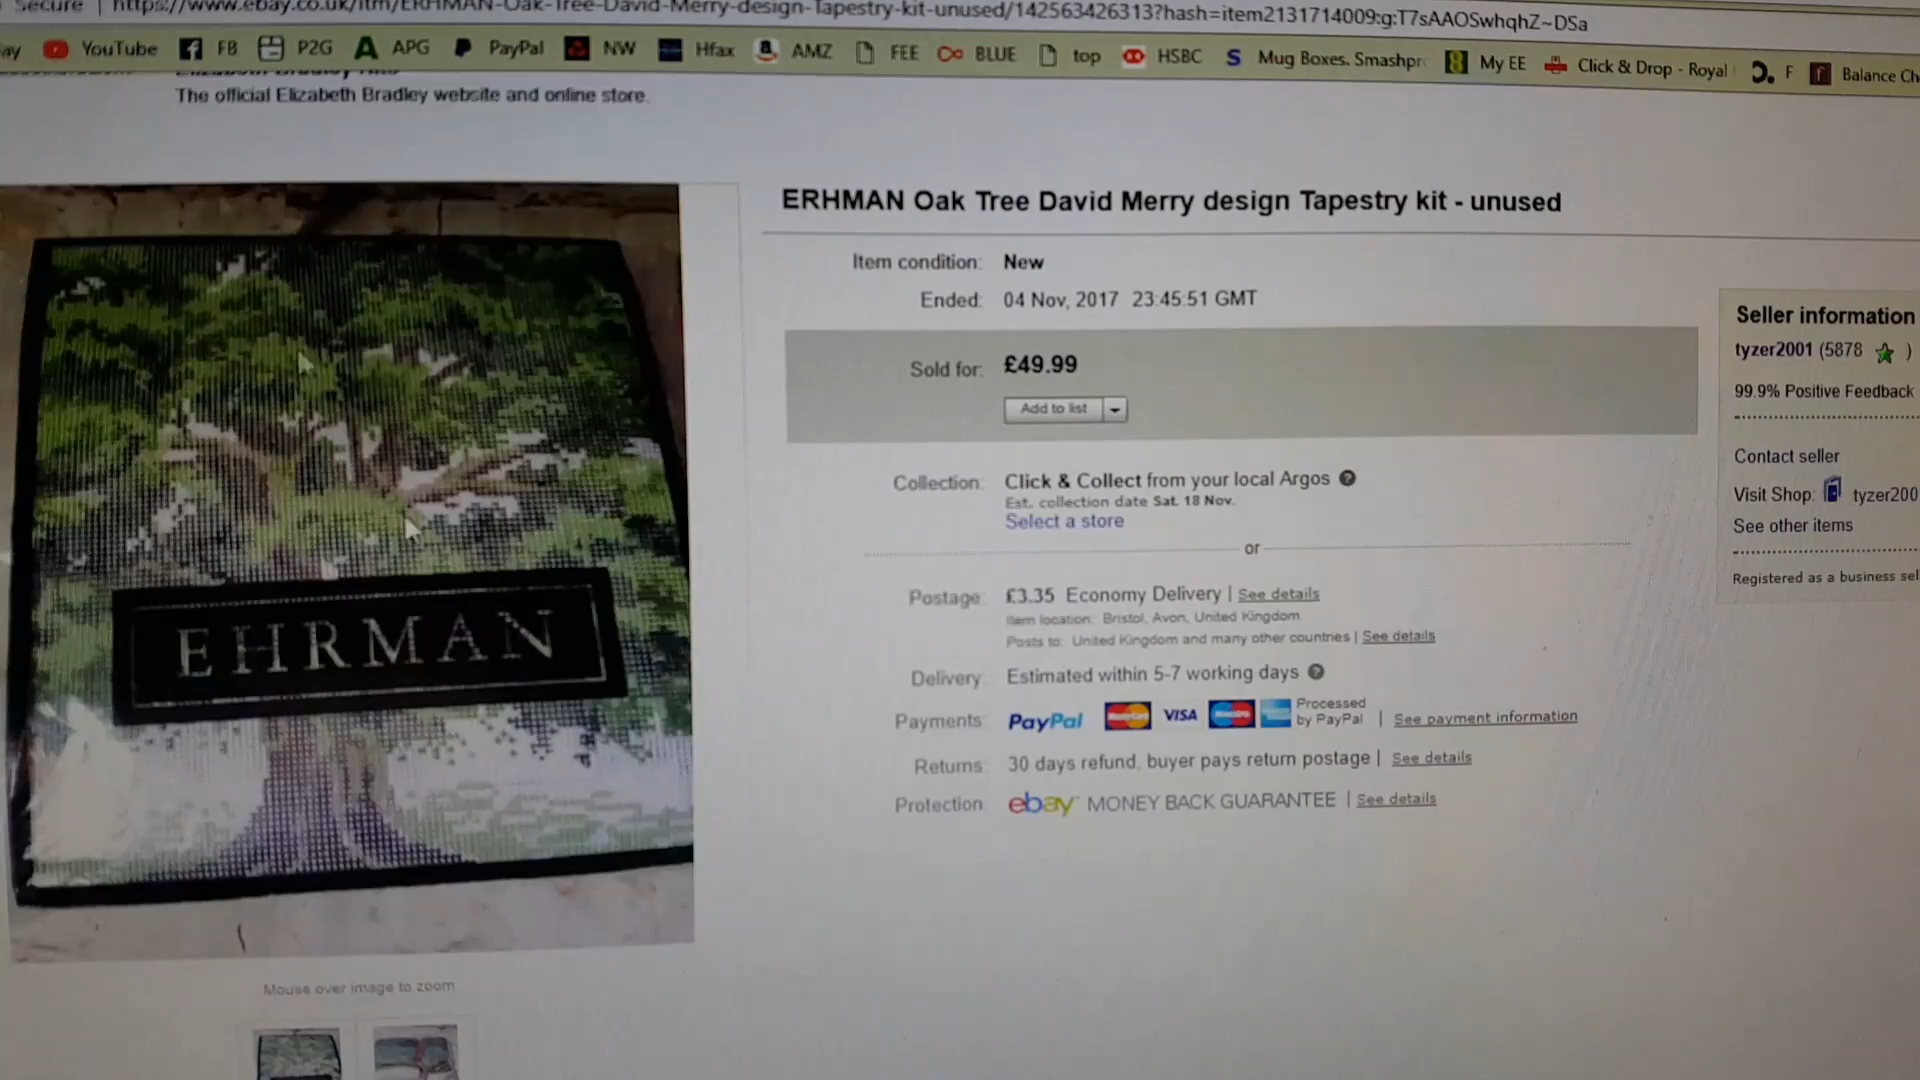 Secure | https://www.ebay.co.uk/itm/ERHMAN-Oak-Tree-David-Merry-design-Tapestry-kit-unused/142563426313?hash=item2131714009:g:T7sAAOSwhqhZ~DSa
YouTube FB P2G APG PayPal NW Hfax AMZ FEE BLUE top HSBC Mug Boxes. Smashpr My EE Click & Drop - Royal F Balance Ch
The official Elizabeth Bradley website and online store.
ERHMAN Oak Tree David Merry design Tapestry kit - unused
Item condition: New
Ended: 04 Nov, 2017 23:45:51 GMT
Sold for: £49.99
Add to list
Collection: Click & Collect from your local Argos
Est. collection date Sat. 18 Nov.
Select a store
or
Postage: £3.35 Economy Delivery | See details
Item location: Bristol, Avon, United Kingdom
Posts to: United Kingdom and many other countries | See details
Delivery: Estimated within 5-7 working days
Payments: PayPal MasterCard VISA Processed by PayPal | See payment information
Returns: 30 days refund, buyer pays return postage | See details
Protection: ebay MONEY BACK GUARANTEE | See details
Seller information
tyzer2001 (5878 )
99.9% Positive Feedback
Contact seller
Visit Shop: tyzer200
See other items
Registered as a business sel
EHRMAN
Mouse over image to zoom